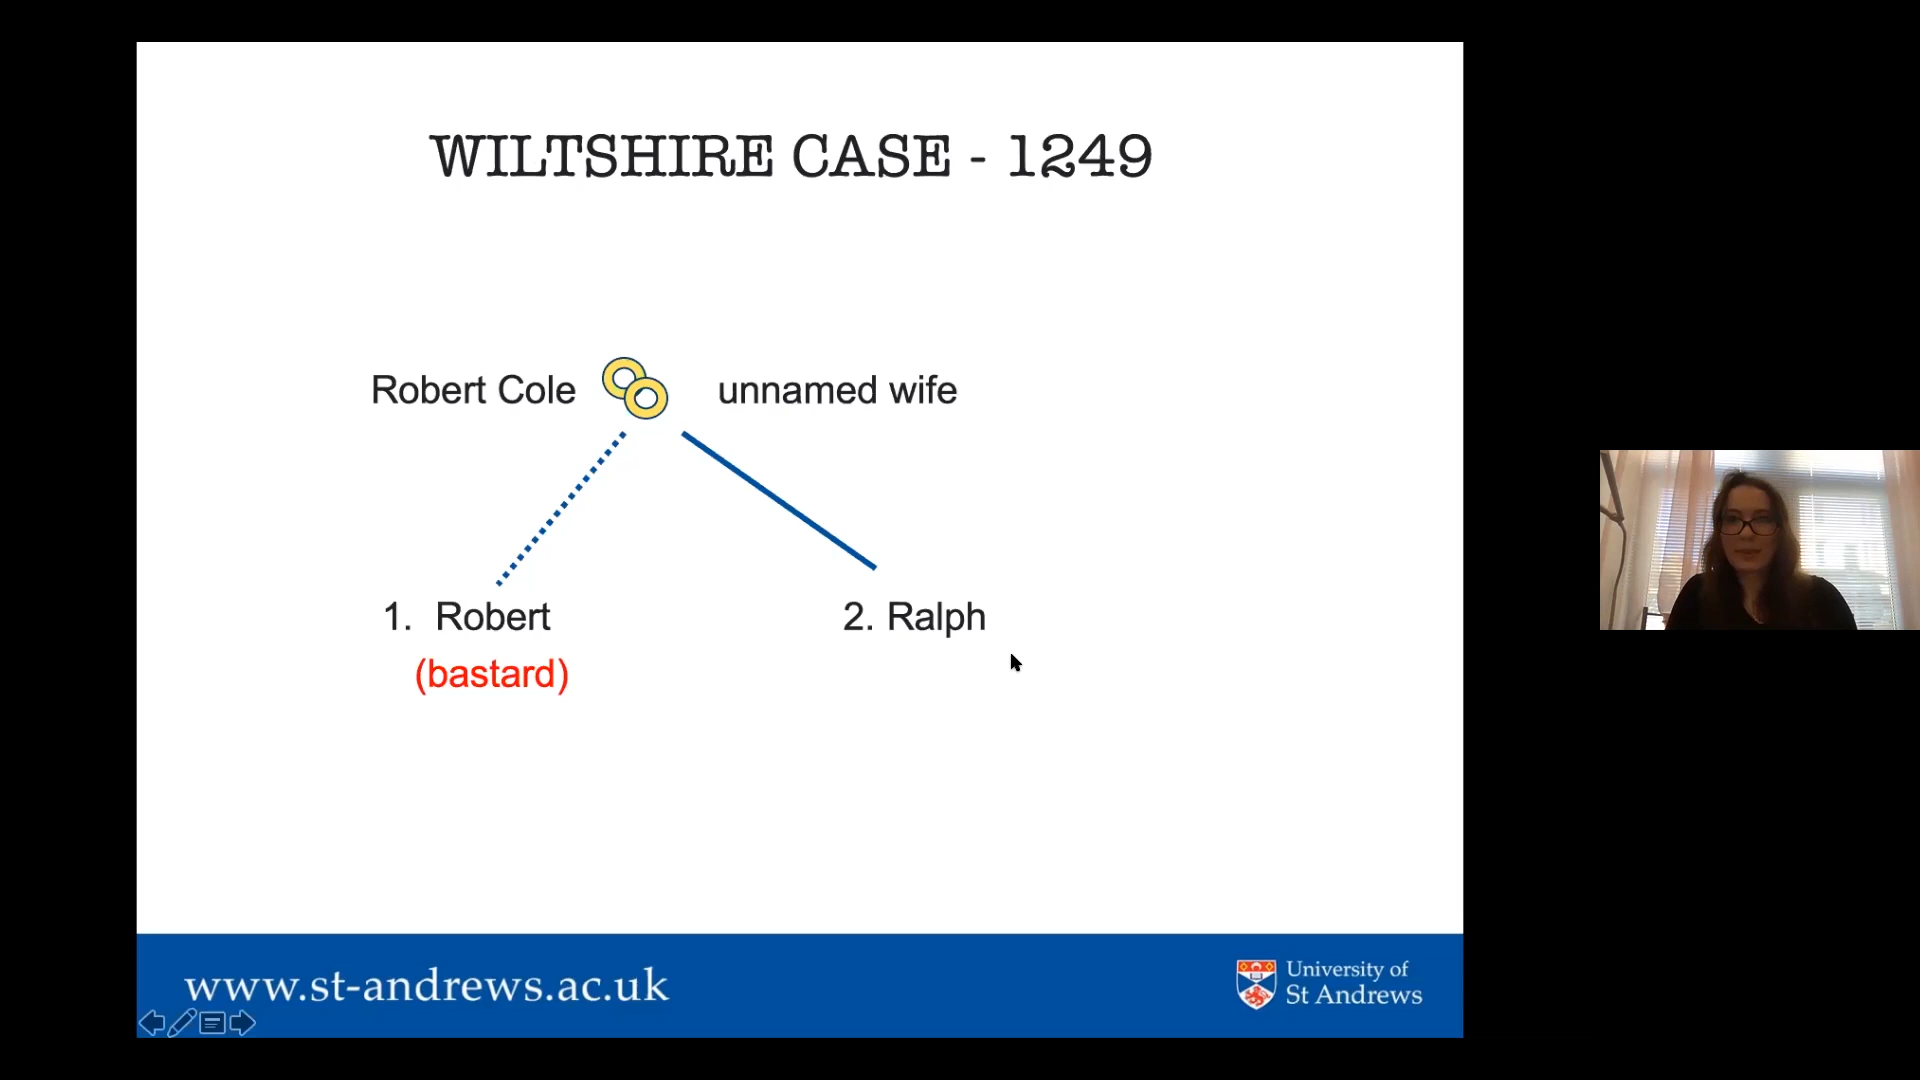 WILTSHIRE CASE - 1249
Robert Cole unnamed wife
1. Robert 2. Ralph
(bastard)
www.st-andrews.ac.uk
University of
St Andrews